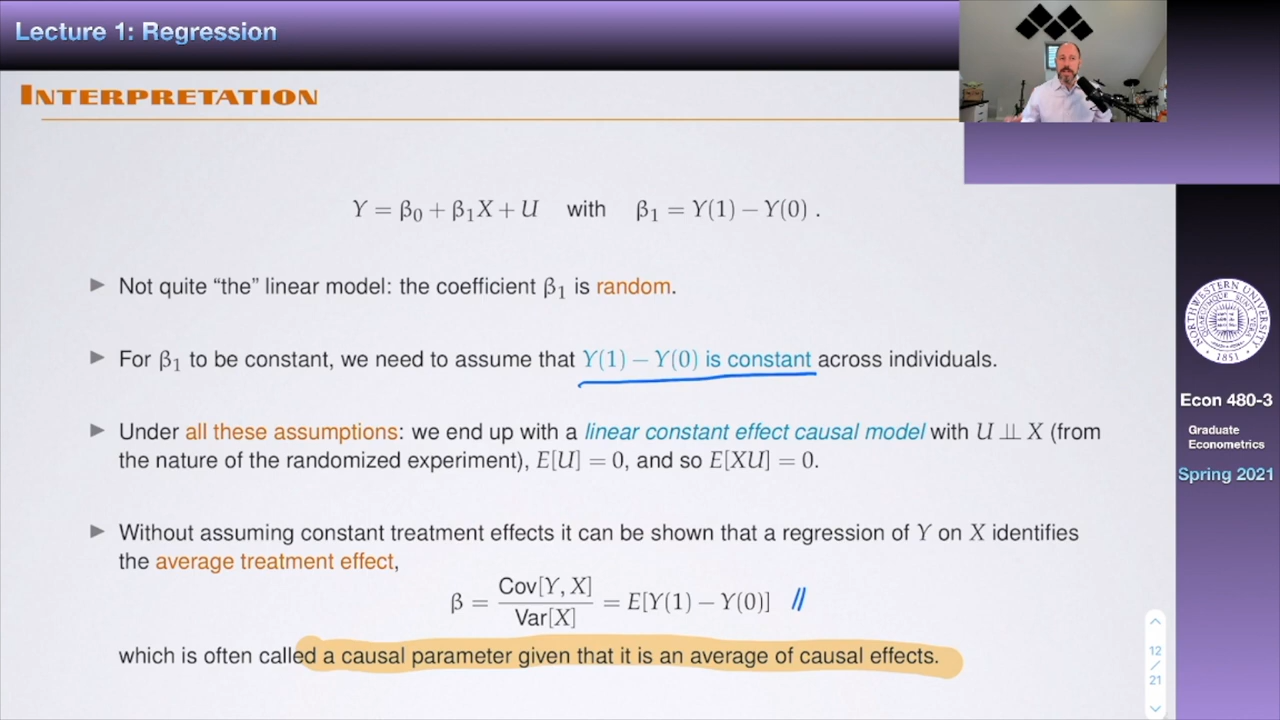 Lecture 1: Regression
INTERPRETATION
Y = β₀ + β₁X + U with β₁ = Y(1) − Y(0) .
▶ Not quite “the” linear model: the coefficient β₁ is random.
▶ For β₁ to be constant, we need to assume that Y(1) − Y(0) is constant across individuals.
▶ Under all these assumptions: we end up with a linear constant effect causal model with U ⊥⊥ X (from
the nature of the randomized experiment), E[U] = 0, and so E[XU] = 0.
▶ Without assuming constant treatment effects it can be shown that a regression of Y on X identifies
the average treatment effect,
β = Cov[Y, X] / Var[X] = E[Y(1) − Y(0)]
which is often called a causal parameter given that it is an average of causal effects.
NORTHWESTERN UNIVERSITY
1851
Econ 480-3
Graduate
Econometrics
Spring 2021
12
/
21